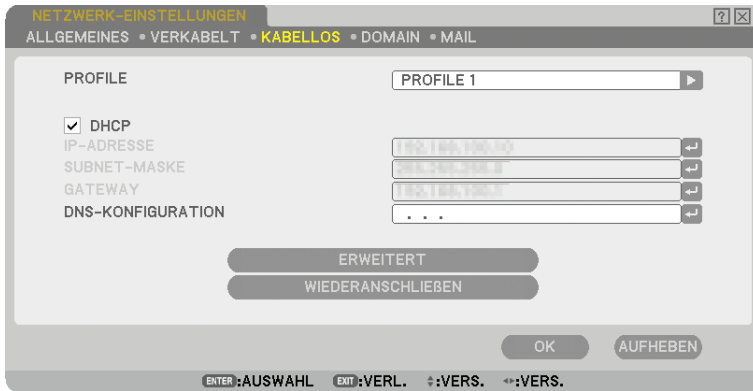 NETZWERK-EINSTELLUNGEN
ALLGEMEINES • VERKABELT • KABELLOS • DOMAIN • MAIL
PROFILE PROFILE 1
DHCP
IP-ADRESSE
SUBNET-MASKE
GATEWAY
DNS-KONFIGURATION . . .
ERWEITERT
WIEDERANSCHLIEßEN
OK AUFHEBEN
ENTER:AUSWAHL EXIT:VERL. :VERS. :VERS.